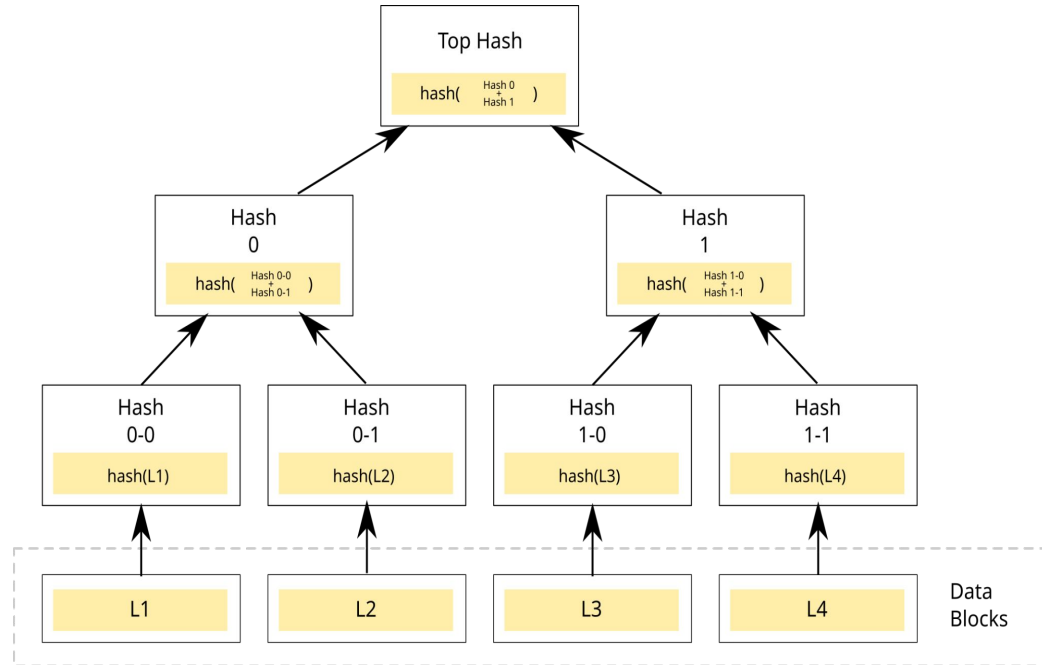 Top Hash
hash( Hash 0 + Hash 1 )
Hash
0
hash( Hash 0-0 + Hash 0-1 )
Hash
1
hash( Hash 1-0 + Hash 1-1 )
Hash
0-0
hash(L1)
Hash
0-1
hash(L2)
Hash
1-0
hash(L3)
Hash
1-1
hash(L4)
L1
L2
L3
L4
Data
Blocks